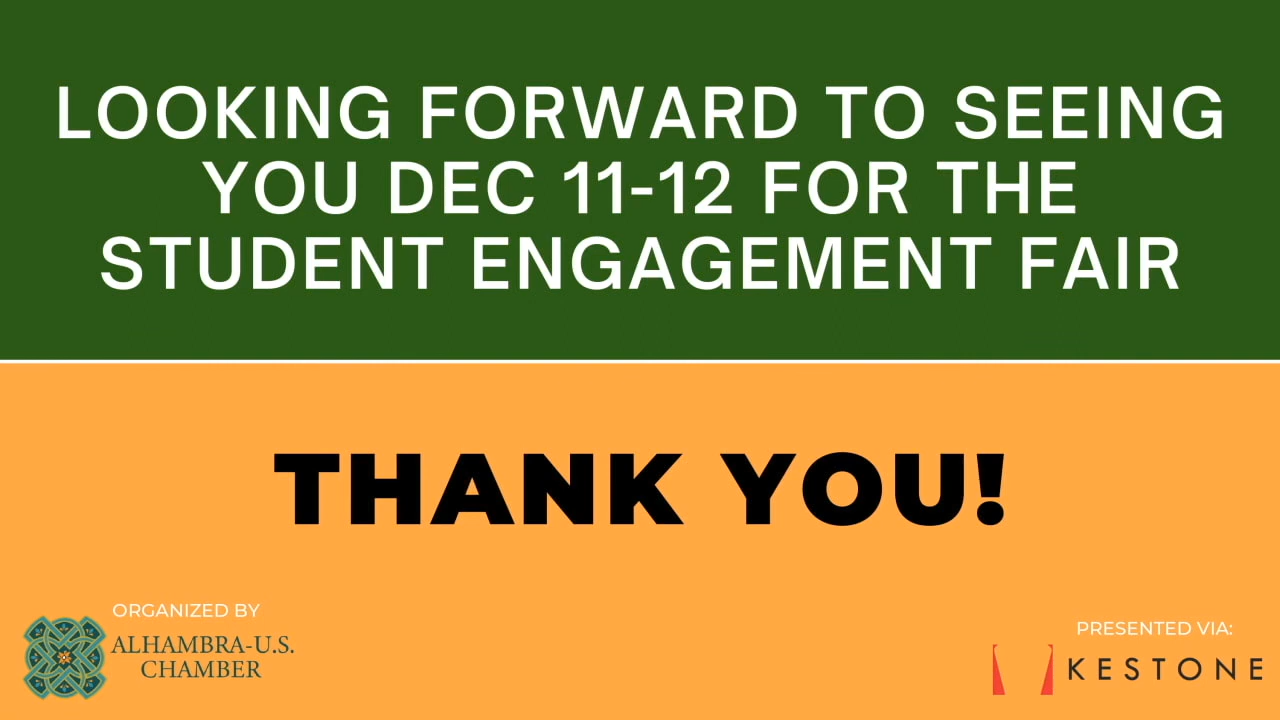 LOOKING FORWARD TO SEEING
YOU DEC 11-12 FOR THE
STUDENT ENGAGEMENT FAIR
THANK YOU!
ORGANIZED BY
ALHAMBRA-U.S.
CHAMBER
PRESENTED VIA:
KESTONE